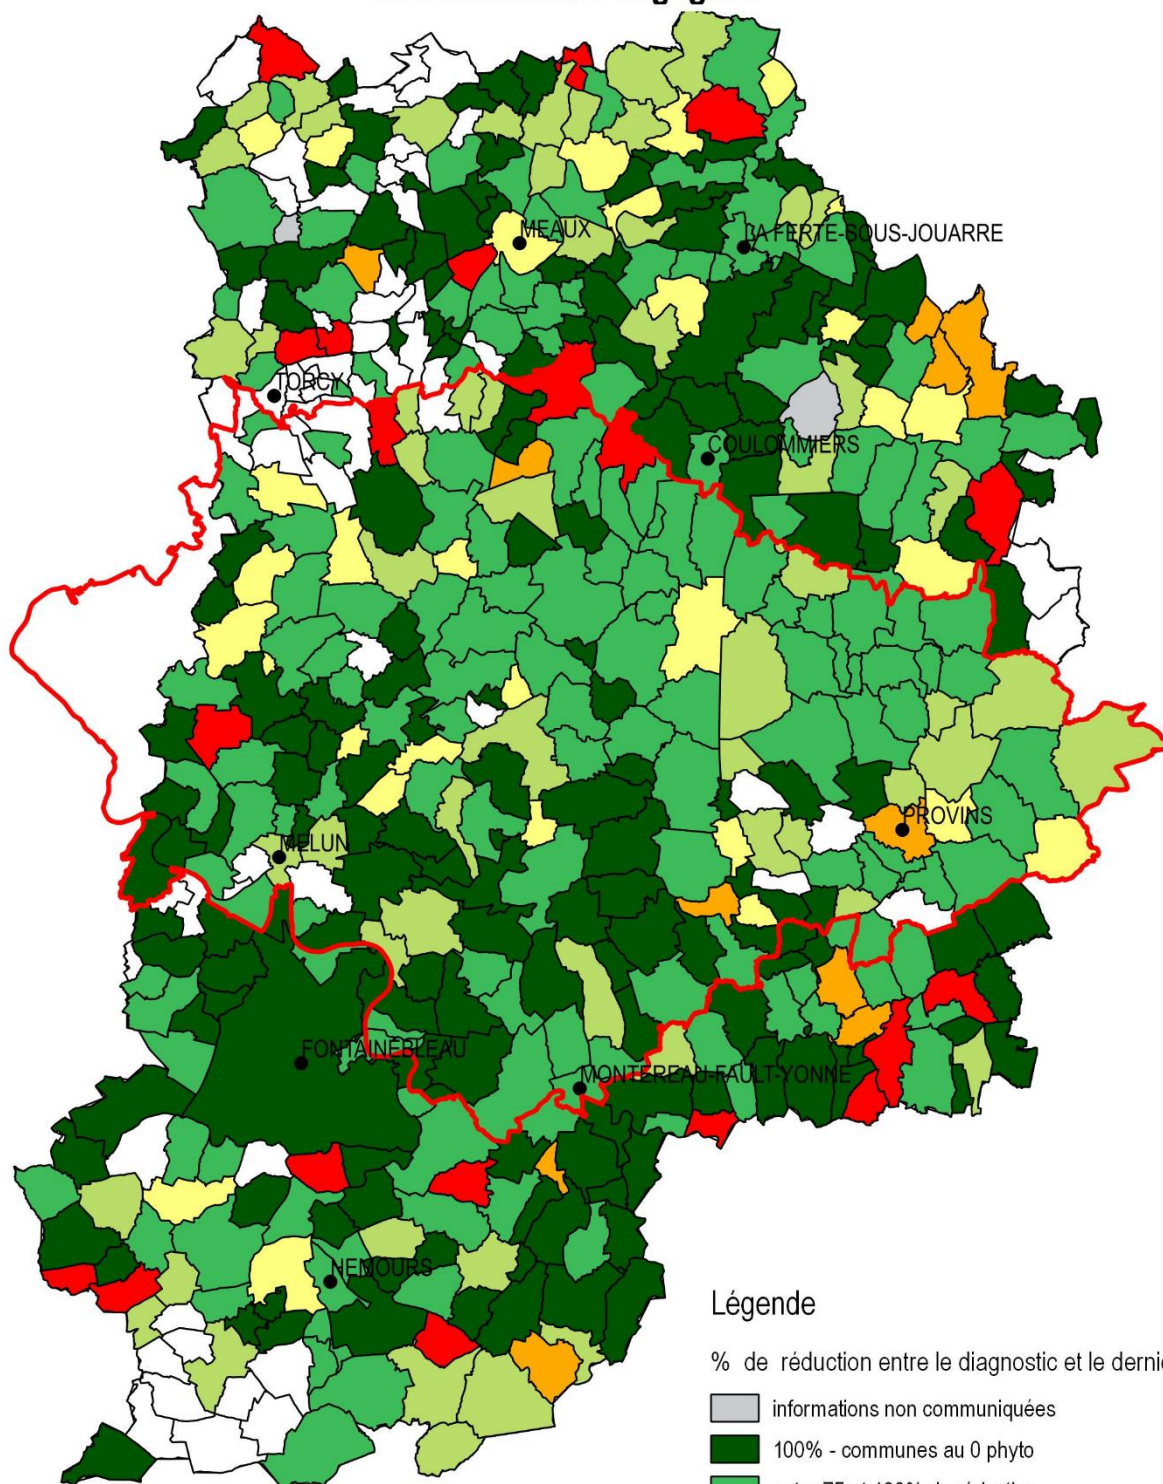 MEAUX
LA FERTE-SOUS-JOUARRE
TORCY
COULOMMIERS
PROVINS
MELUN
FONTAINEBLEAU
MONTEREAU-FAULT-YONNE
NEMOURS
Légende
% de réduction entre le diagnostic et le derni
informations non communiquées
100% - communes au 0 phyto